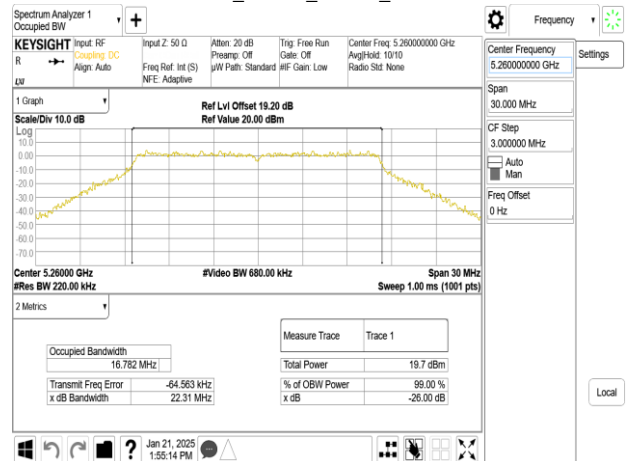 Spectrum Analyzer 1
Occupied BW
Frequency
KEYSIGHT
R
LXI
Input: RF
Coupling: DC
Align: Auto
Input Z: 50 Ω
Freq Ref: Int (S)
NFE: Adaptive
Atten: 20 dB
Preamp: Off
µW Path: Standard
Trig: Free Run
Gate: Off
#IF Gain: Low
Center Freq: 5.260000000 GHz
Avg|Hold: 10/10
Radio Std: None
Center Frequency
5.260000000 GHz
Settings
Span
30.000 MHz
CF Step
3.000000 MHz
Auto
Man
Freq Offset
0 Hz
Local
1 Graph
Scale/Div 10.0 dB
Ref Lvl Offset 19.20 dB
Ref Value 20.00 dBm
Log
10.0
0.00
-10.0
-20.0
-30.0
-40.0
-50.0
-60.0
-70.0
Center 5.26000 GHz
#Res BW 220.00 kHz
#Video BW 680.00 kHz
Span 30 MHz
Sweep 1.00 ms (1001 pts)
2 Metrics
Measure Trace Trace 1
Occupied Bandwidth
16.782 MHz
Total Power 19.7 dBm
Transmit Freq Error -64.563 kHz
% of OBW Power 99.00 %
x dB Bandwidth 22.31 MHz
x dB -26.00 dB
?
Jan 21, 2025
1:55:14 PM